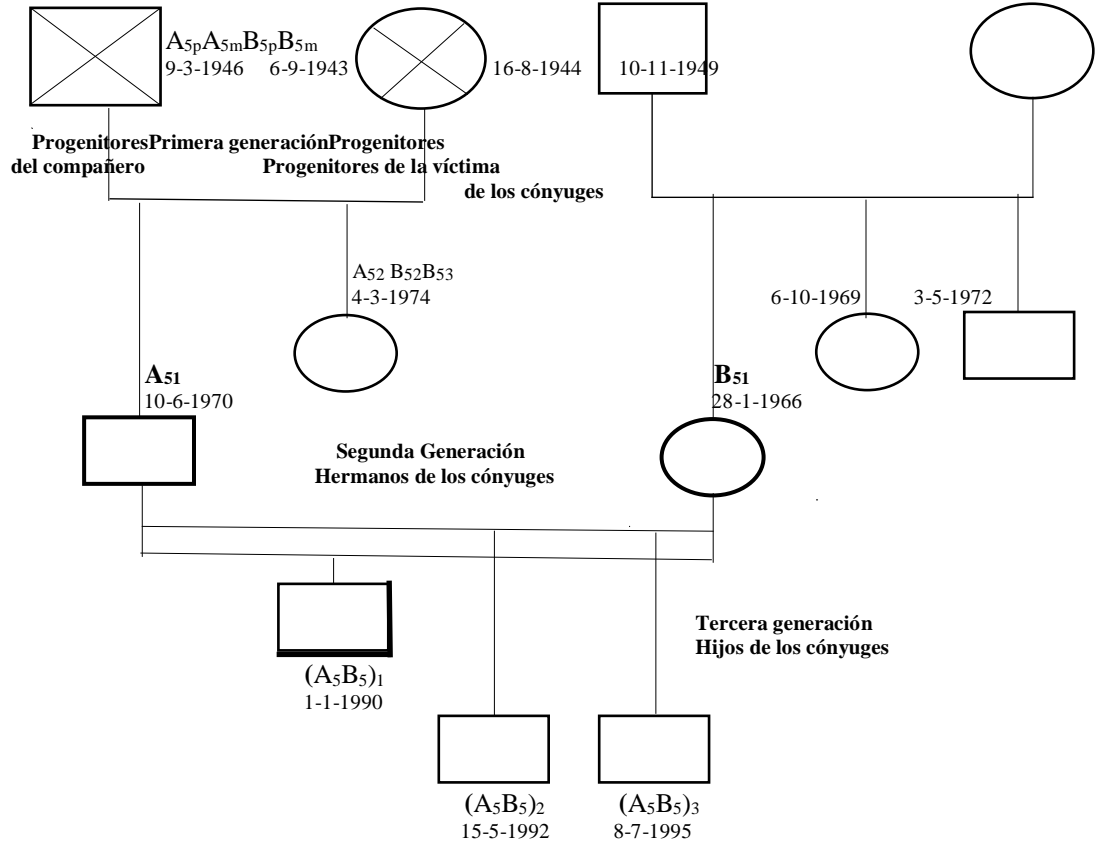 A5pA5mB5pB5m
9-3-1946 6-9-1943 16-8-1944 10-11-1949
ProgenitoresPrimera generaciónProgenitores
del compañero Progenitores de la víctima
de los cónyuges
A52 B52B53
4-3-1974 6-10-1969 3-5-1972
A51 B51
10-6-1970 28-1-1966
Segunda Generación
Hermanos de los cónyuges
Tercera generación
Hijos de los cónyuges
(A5B5)1
1-1-1990
(A5B5)2 (A5B5)3
15-5-1992 8-7-1995